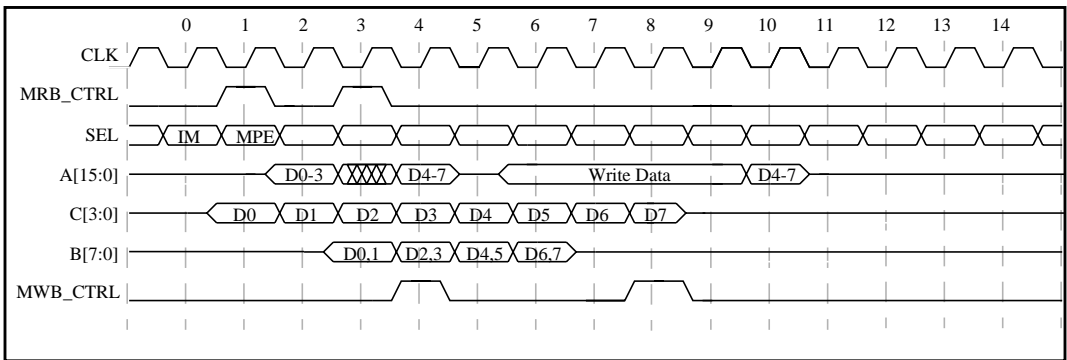 0 1 2 3 4 5 6 7 8 9 10 11 12 13 14
CLK
MRB_CTRL
SEL IM MPE
A[15:0] D0-3 D4-7 Write Data D4-7
C[3:0] D0 D1 D2 D3 D4 D5 D6 D7
B[7:0] D0,1 D2,3 D4,5 D6,7
MWB_CTRL